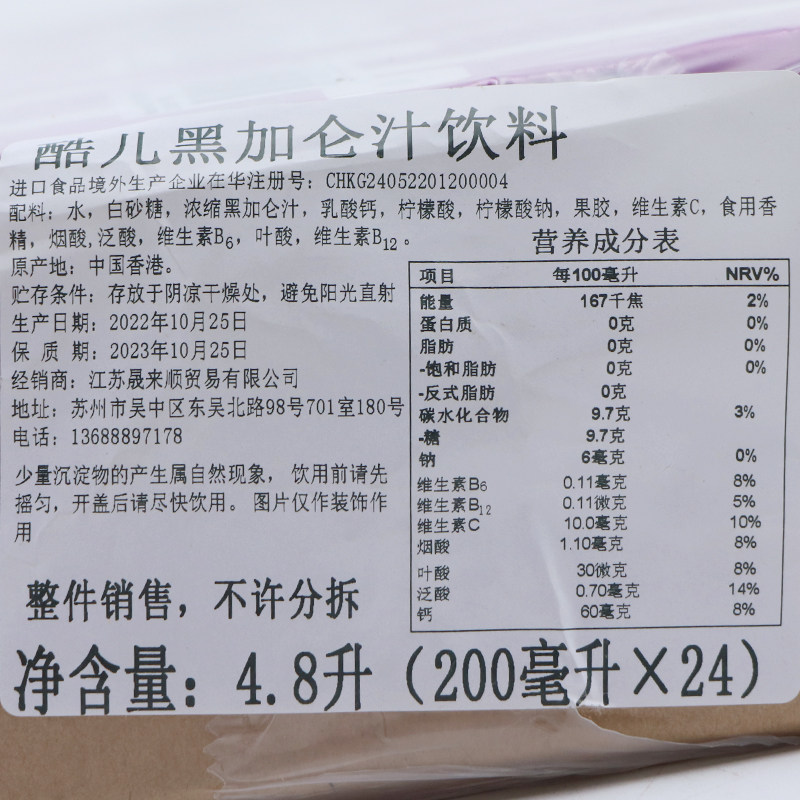 酷儿黑加仑汁饮料
进口食品境外生产企业在华注册号：CHKG24052201200004
配料：水，白砂糖，浓缩黑加仑汁，乳酸钙，柠檬酸，柠檬酸钠，果胶，维生素C，食用香
精，烟酸,泛酸，维生素B6，叶酸，维生素B12。
原产地：中国香港。
贮存条件：存放于阴凉干燥处，避免阳光直射
生产日期：2022年10月25日
保 质 期：2023年10月25日
经销商：江苏晟来顺贸易有限公司
地址：苏州市吴中区东吴北路98号701室180号
电话：13688897178
少量沉淀物的产生属自然现象， 饮用前请先
摇匀，开盖后请尽快饮用。 图片仅作装饰作
用
营养成分表
项目 每100毫升 NRV%
能量 167千焦 2%
蛋白质 0克 0%
脂肪 0克 0%
-饱和脂肪 0克 0%
-反式脂肪 0克
碳水化合物 9.7克 3%
-糖 9.7克
钠 6毫克 0%
维生素B6 0.11毫克 8%
维生素B12 0.11微克 5%
维生素C 10.0毫克 10%
烟酸 1.10毫克 8%
叶酸 30微克 8%
泛酸 0.70毫克 14%
钙 60毫克 8%
整件销售，不许分拆
净含量：4.8升（200毫升×24）